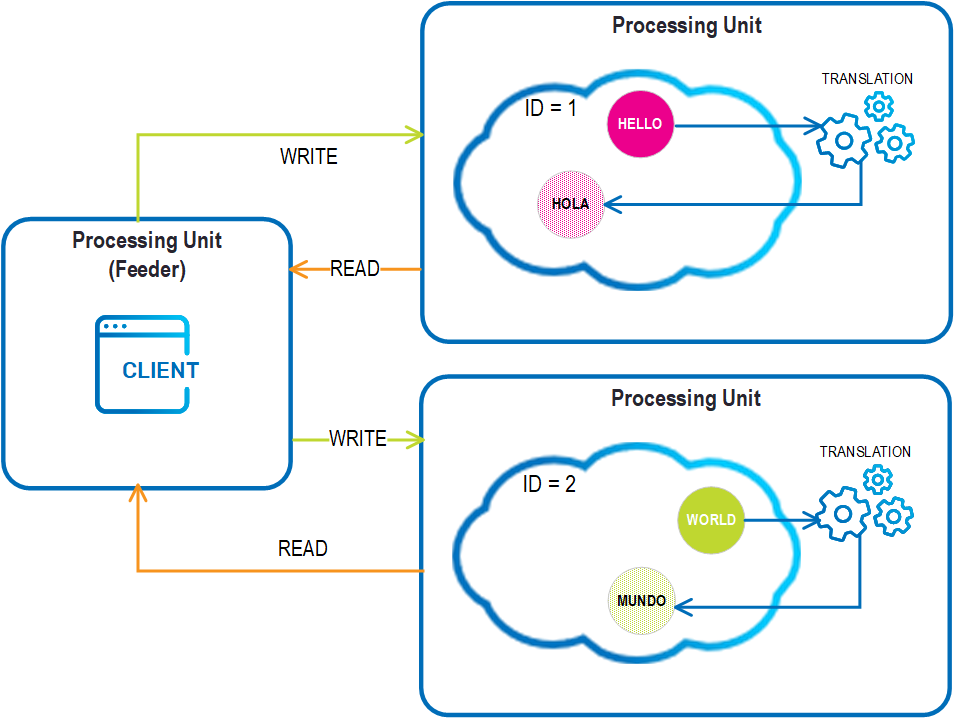 Processing Unit
TRANSLATION
ID = 1
HELLO
WRITE
HOLA
Processing Unit
(Feeder)
READ
CLIENT
Processing Unit
WRITE
TRANSLATION
ID = 2
WORLD
READ
MUNDO